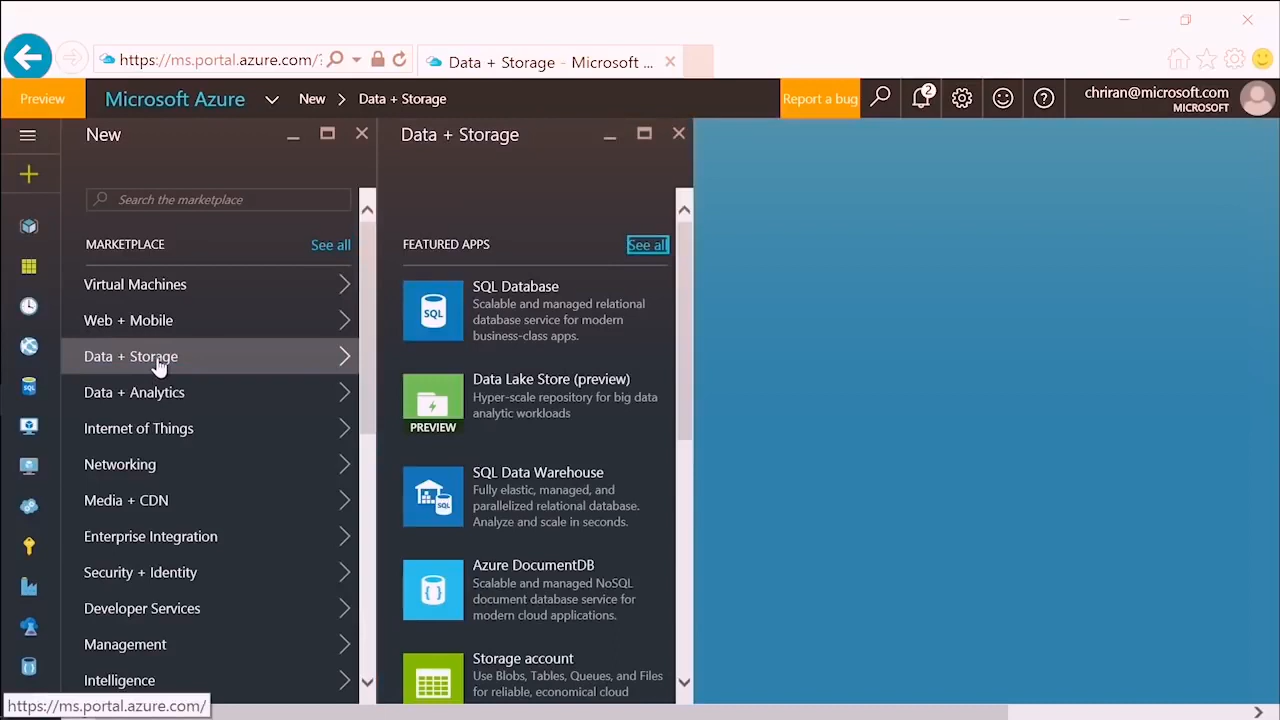 https://ms.portal.azure.com/
Data + Storage - Microsoft ...
Preview
Microsoft Azure
New
Data + Storage
Report a bug
2
chriran@microsoft.com
MICROSOFT
New
Search the marketplace
MARKETPLACE
See all
Virtual Machines
Web + Mobile
Data + Storage
Data + Analytics
Internet of Things
Networking
Media + CDN
Enterprise Integration
Security + Identity
Developer Services
Management
Intelligence
Data + Storage
FEATURED APPS
See all
SQL
SQL Database
Scalable and managed relational
database service for modern
business-class apps.
PREVIEW
Data Lake Store (preview)
Hyper-scale repository for big data
analytic workloads
SQL
SQL Data Warehouse
Fully elastic, managed, and
parallelized relational database.
Analyze and scale in seconds.
Azure DocumentDB
Scalable and managed NoSQL
document database service for
modern cloud applications.
Storage account
Use Blobs, Tables, Queues, and Files
for reliable, economical cloud
https://ms.portal.azure.com/